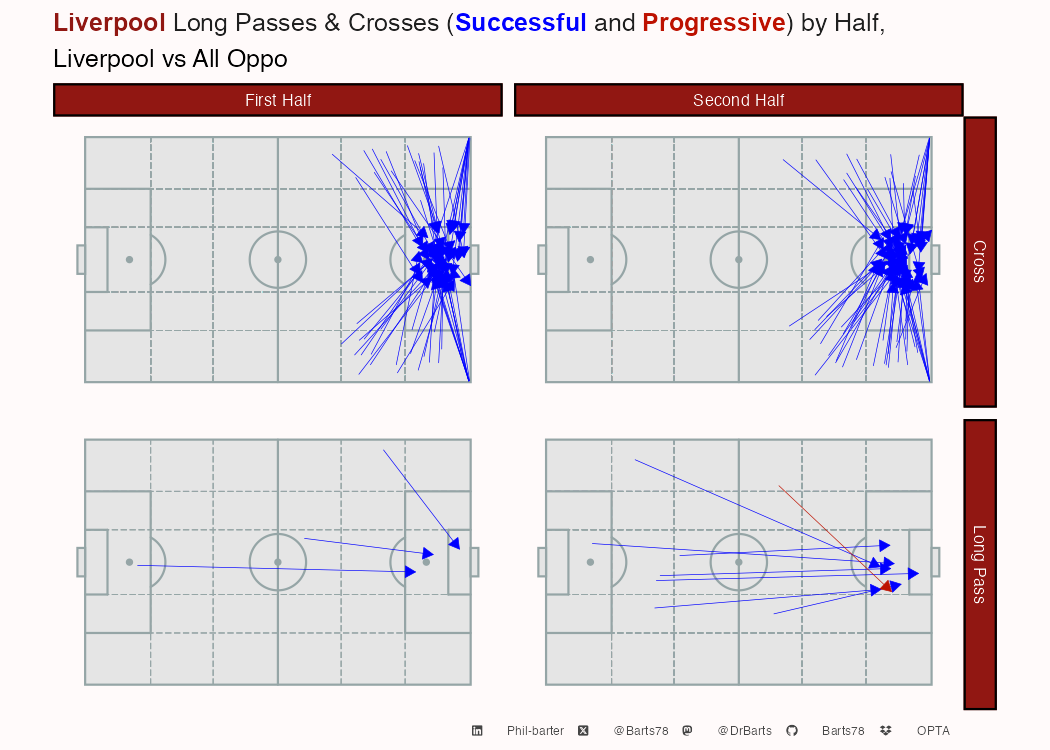 Liverpool Long Passes & Crosses (Successful and Progressive) by Half,
Liverpool vs All Oppo
First Half
Second Half
Cross
Long Pass
Phil-barter @Barts78 @DrBarts Barts78 OPTA